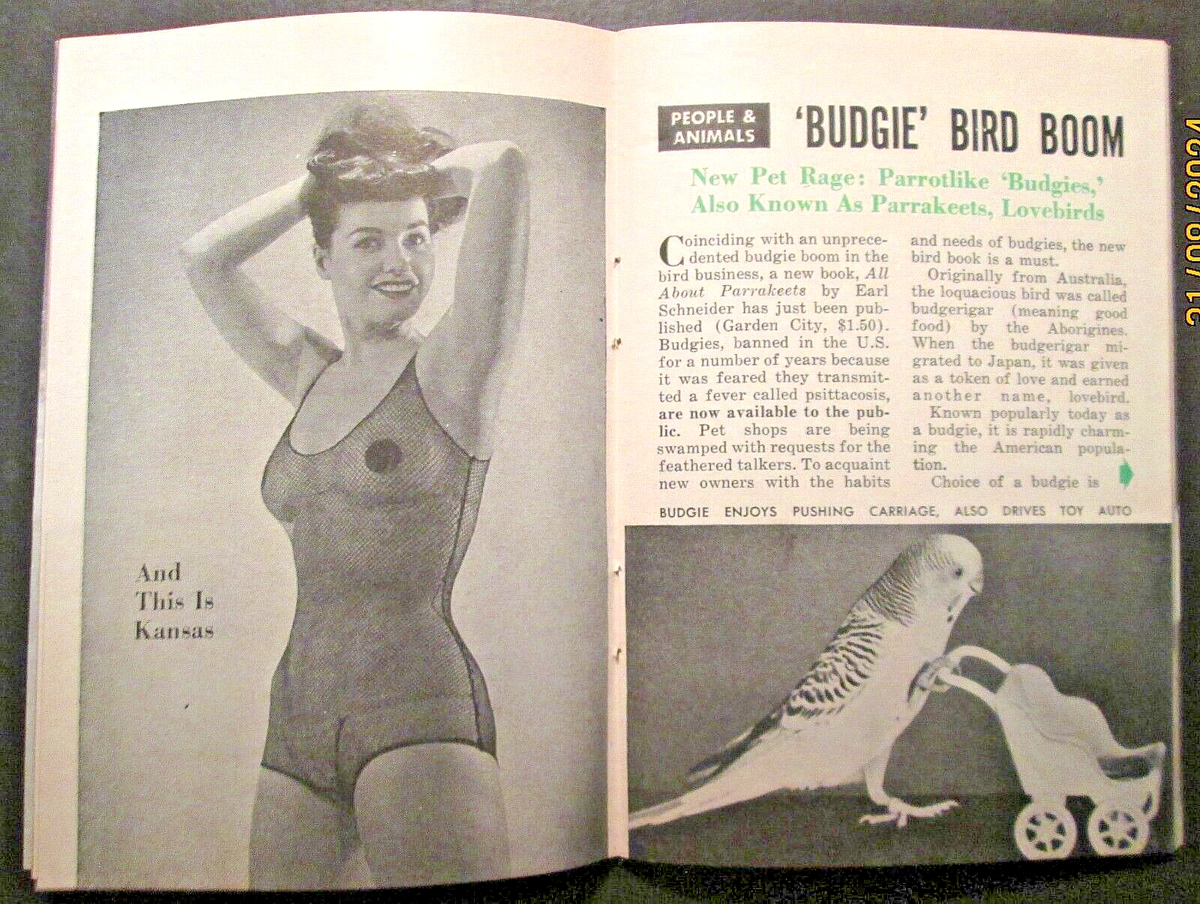 And
This Is
Kansas
PEOPLE &
ANIMALS
'BUDGIE' BIRD BOOM
New Pet Rage: Parrotlike 'Budgies,'
Also Known As Parrakeets, Lovebirds
Coinciding with an unprece-
dented budgie boom in the
bird business, a new book, All
About Parrakeets by Earl
Schneider has just been pub-
lished (Garden City, $1.50).
Budgies, banned in the U.S.
for a number of years because
it was feared they transmit-
ted a fever called psittacosis,
are now available to the pub-
lic. Pet shops are being
swamped with requests for the
feathered talkers. To acquaint
new owners with the habits
and needs of budgies, the new
bird book is a must.
Originally from Australia,
the loquacious bird was called
budgerigar (meaning good
food) by the Aborigines.
When the budgerigar mi-
grated to Japan, it was given
as a token of love and earned
another name, lovebird.
Known popularly today as
a budgie, it is rapidly charm-
ing the American popula-
tion.
Choice of a budgie is
BUDGIE ENJOYS PUSHING CARRIAGE, ALSO DRIVES TOY AUTO